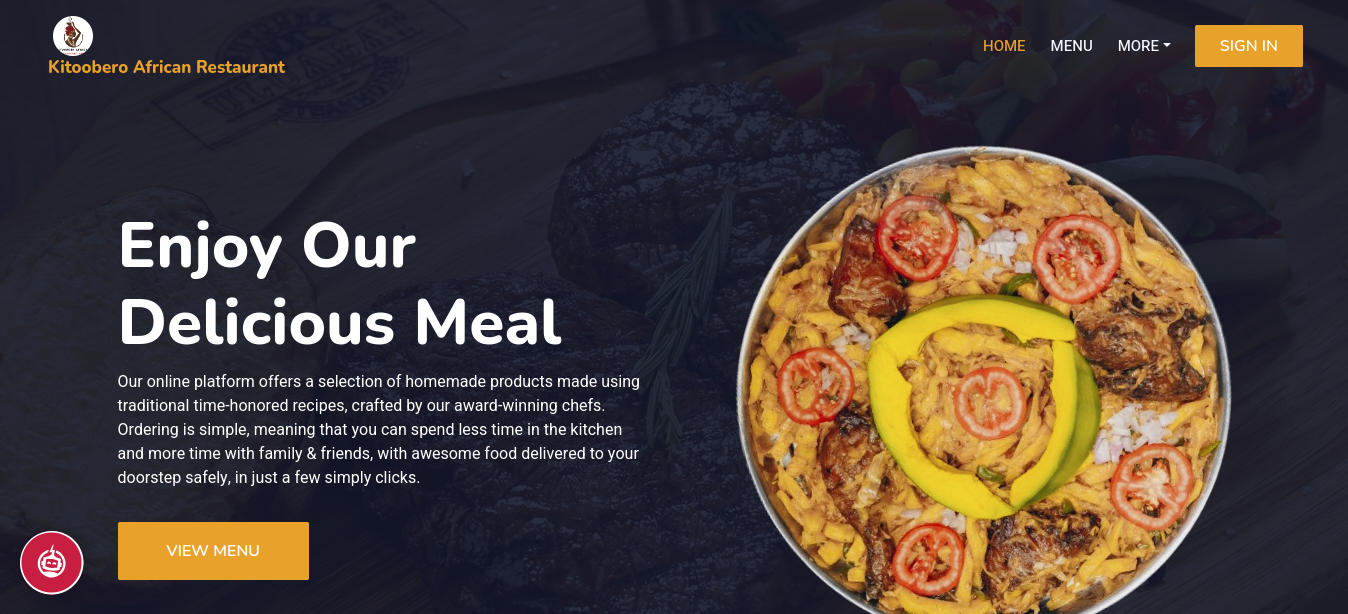 Kitoobero African Restaurant
HOME
MENU
MORE
SIGN IN
Enjoy Our
Delicious Meal
Our online platform offers a selection of homemade products made using
traditional time-honored recipes, crafted by our award-winning chefs.
Ordering is simple, meaning that you can spend less time in the kitchen
and more time with family & friends, with awesome food delivered to your
doorstep safely, in just a few simply clicks.
VIEW MENU